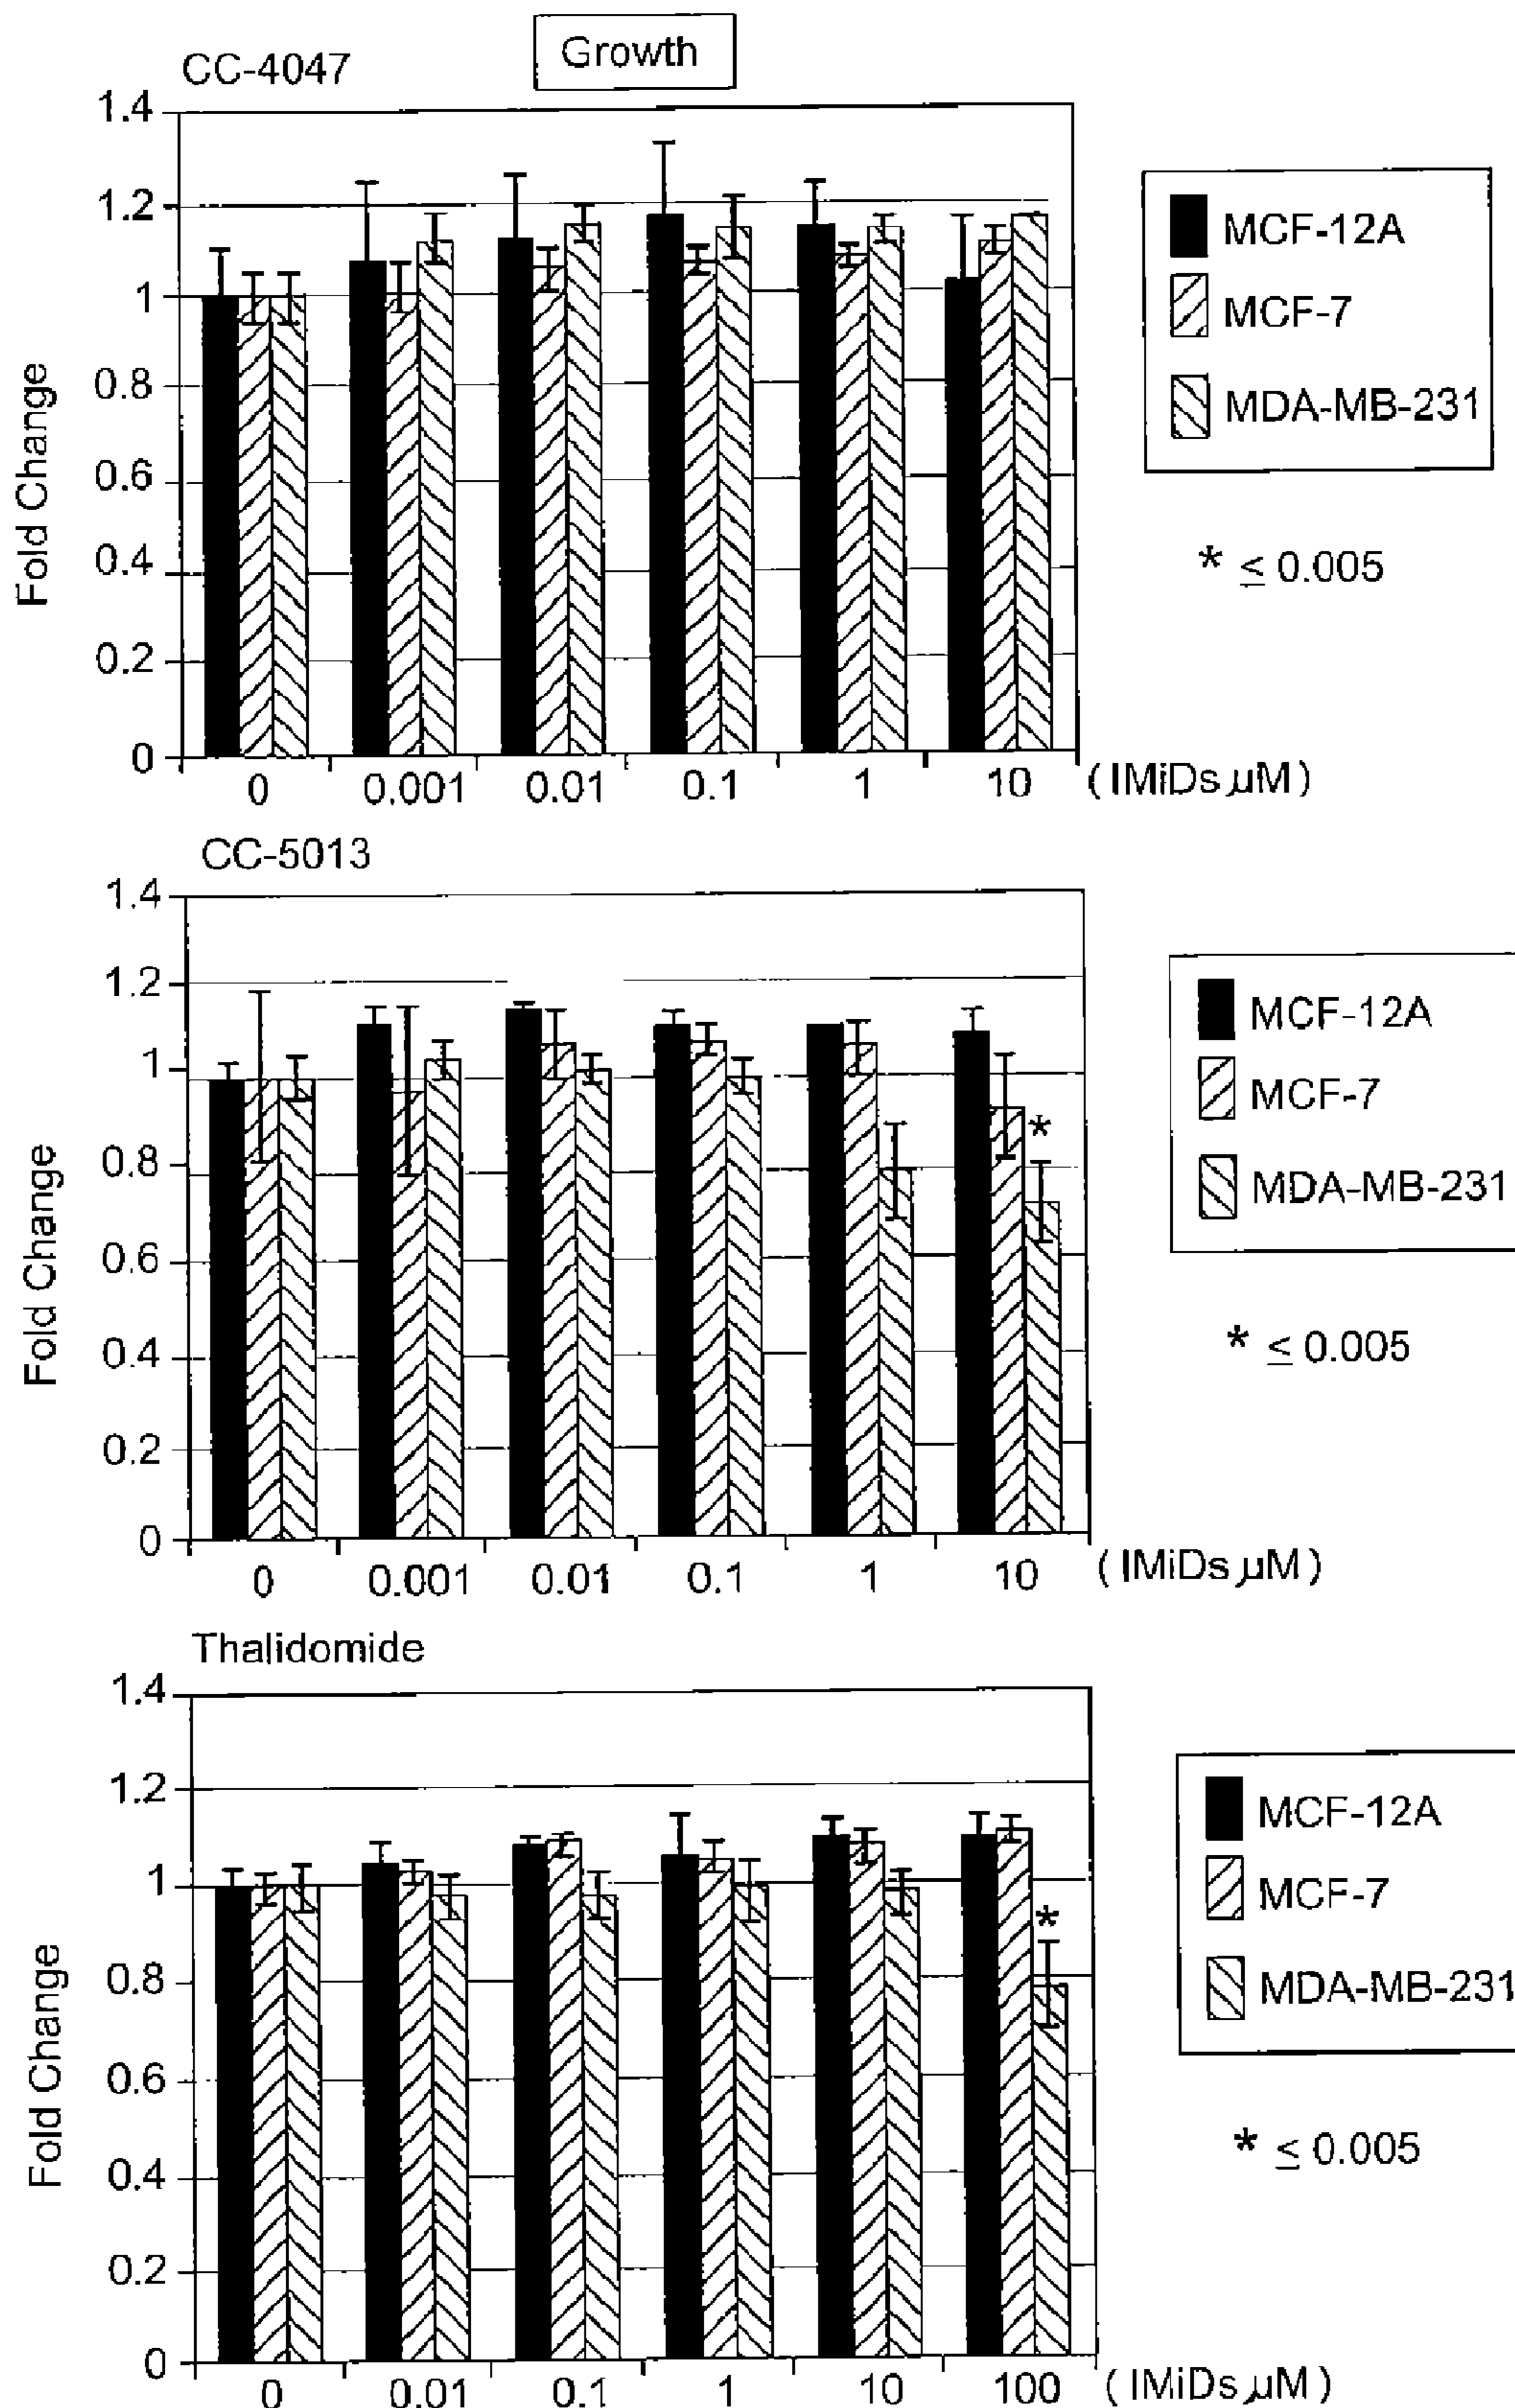 Growth
CC-4047
1.4
1.2
1
0.8
0.6
0.4
0.2
0
Fold Change
0 0.001 0.01 0.1 1 10 (IMiDs µM)
MCF-12A
MCF-7
MDA-MB-231
* ≤ 0.005
CC-5013
1.4
1.2
1
0.8
0.6
0.4
0.2
0
Fold Change
0 0.001 0.01 0.1 1 10 (IMiDs µM)
*
MCF-12A
MCF-7
MDA-MB-231
* ≤ 0.005
Thalidomide
1.4
1.2
1
0.8
0.6
0.4
0.2
0
Fold Change
0 0.01 0.1 1 10 100 (IMiDs µM)
*
MCF-12A
MCF-7
MDA-MB-231
* ≤ 0.005